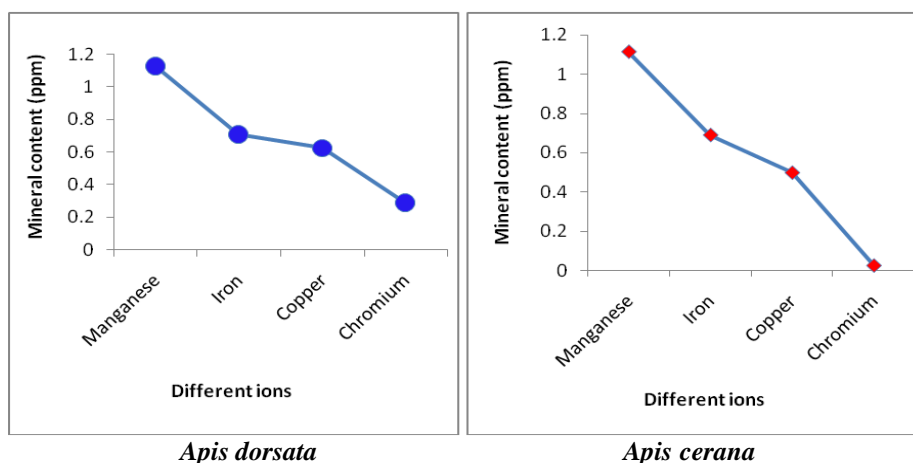 1.2
1
0.8
0.6
0.4
0.2
0
Mineral content (ppm)
Manganese
Iron
Copper
Chromium
Different ions
Apis dorsata
1.2
1
0.8
0.6
0.4
0.2
0
Mineral content (ppm)
Manganese
Iron
Copper
Chromium
Different ions
Apis cerana